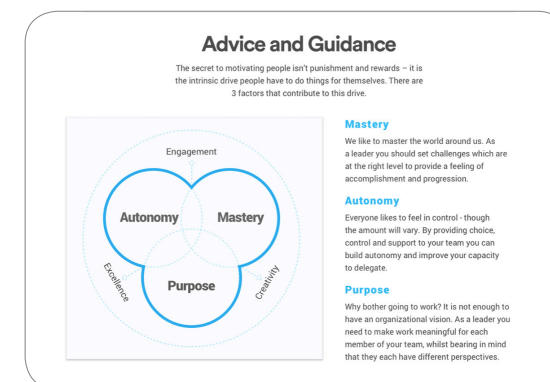 Advice and Guidance
The secret to motivating people isn't punishment and rewards – it is
the intrinsic drive people have to do things for themselves. There are
3 factors that contribute to this drive.
Engagement
Autonomy
Mastery
Purpose
Excellence
Creativity
Mastery
We like to master the world around us. As
a leader you should set challenges which are
at the right level to provide a feeling of
accomplishment and progression.
Autonomy
Everyone likes to feel in control - though
the amount will vary. By providing choice,
control and support to your team you can
build autonomy and improve your capacity
to delegate.
Purpose
Why bother going to work? It is not enough to
have an organizational vision. As a leader you
need to make work meaningful for each
member of your team, whilst bearing in mind
that they each have different perspectives.